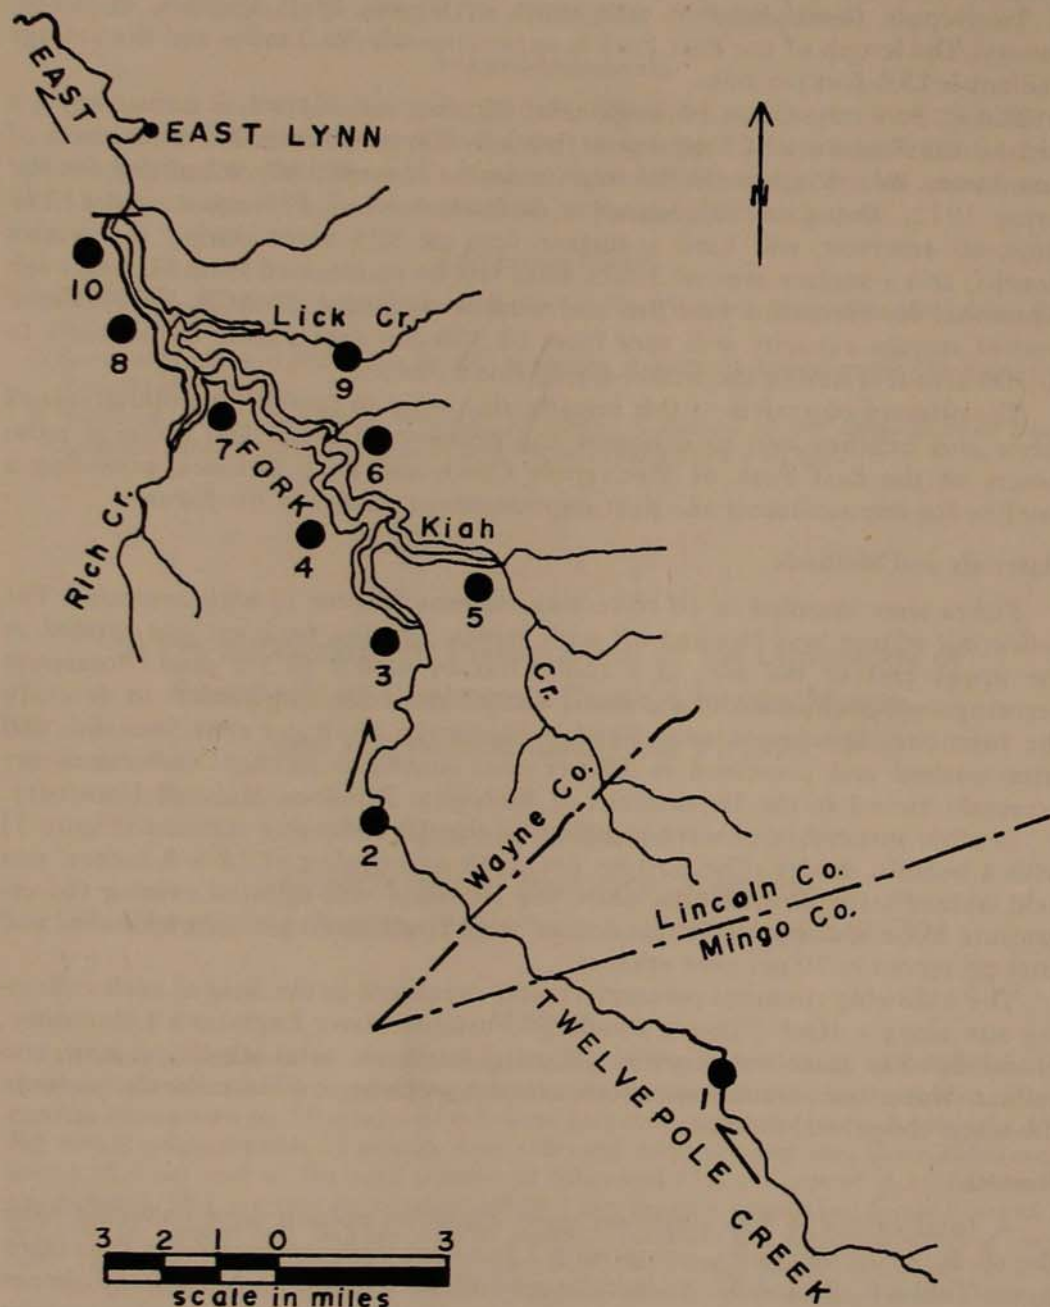 EAST
EAST LYNN
N
10
Lick Cr.
8
9
7
6
FORK
Kiah
4
5
Rich Cr.
3
Cr.
2
Wayne Co.
Lincoln Co.
Mingo Co.
TWELVEPOLE CREEK
1
3 2 1 0 3
scale in miles